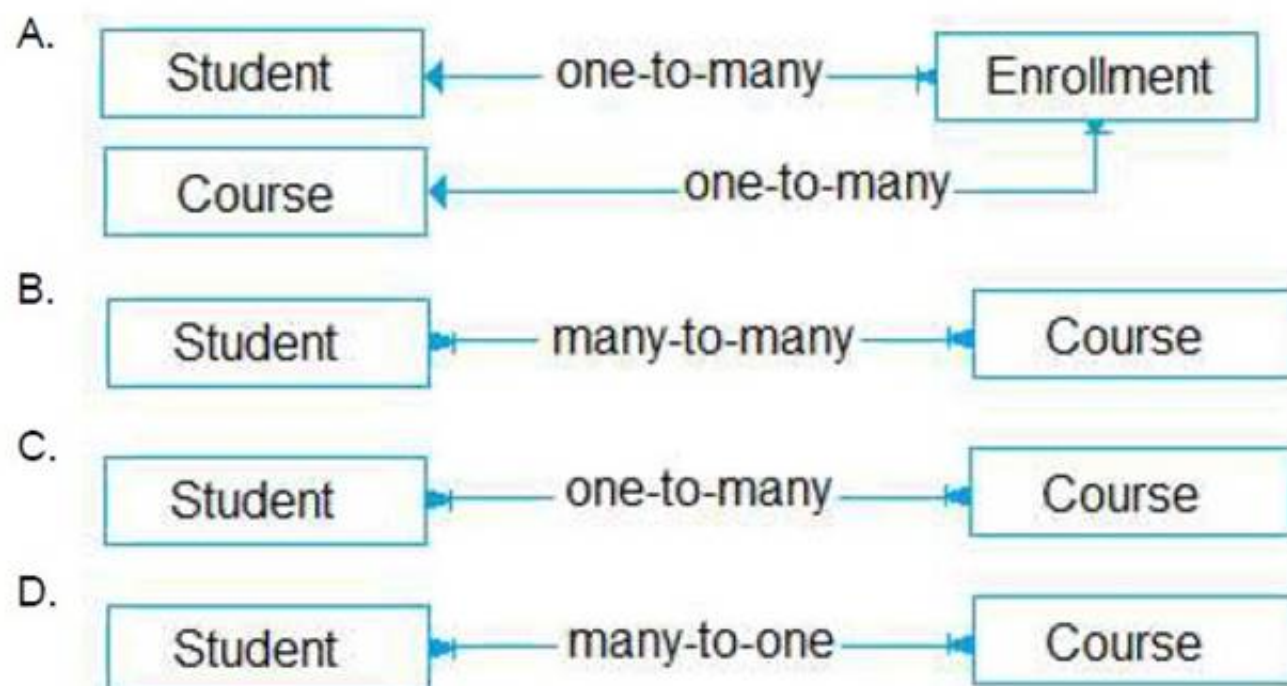 A.
Student one-to-many Enrollment
Course one-to-many
B.
Student many-to-many Course
C.
Student one-to-many Course
D.
Student many-to-one Course